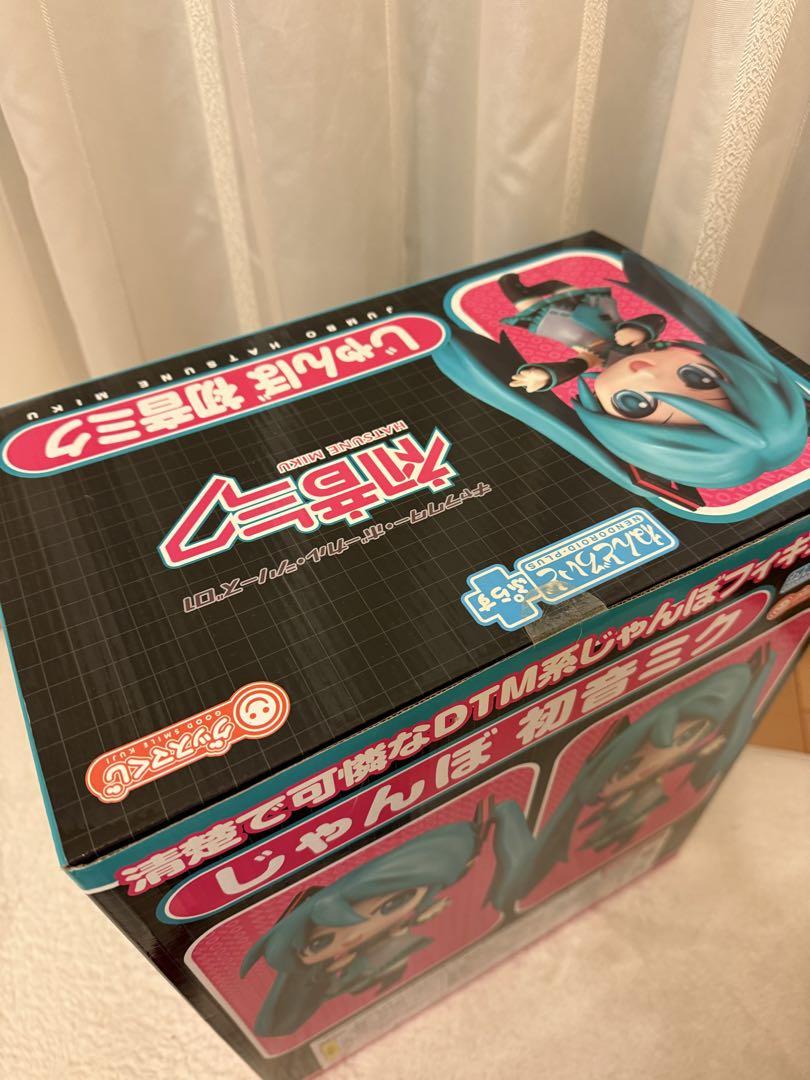 JUMBO HATSUNE MIKU
じゃんぼ 初音ミク
初音ミク
HATSUNE MIKU
キャラクター・ボーカル・シリーズ01
ねんどろいど
NENDOROID・PLUS
ぷらす
グッスマくじ
GOOD SMILE KUJI
清楚で可憐なDTM系じゃんぼフィギ
じゃんぼ 初音ミク